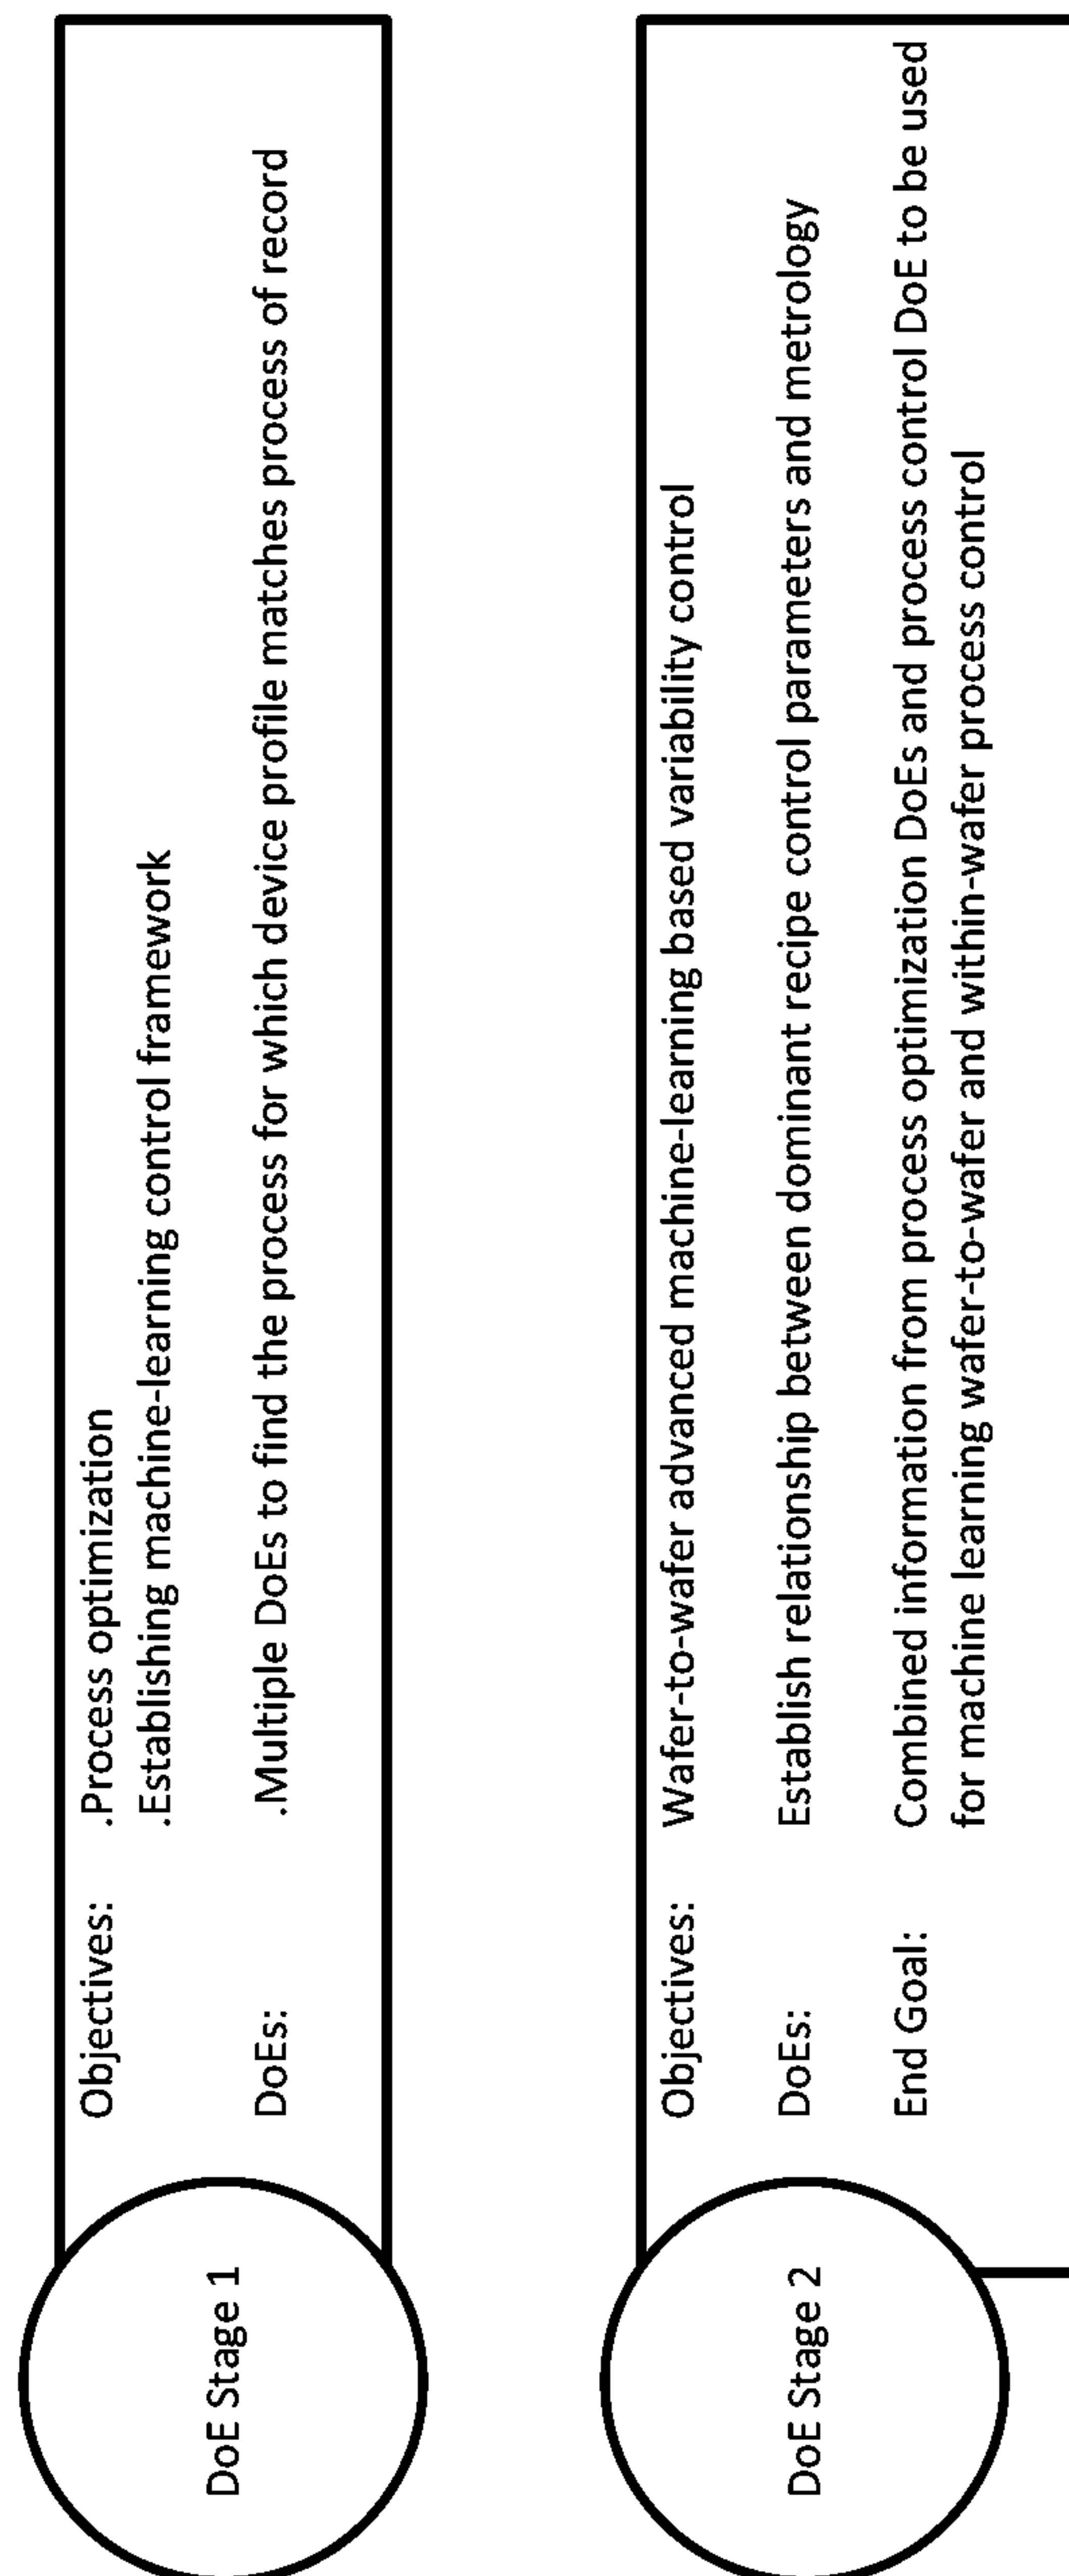 DoE Stage 1
Objectives: .Process optimization
.Establishing machine-learning control framework
DoEs: .Multiple DoEs to find the process for which device profile matches process of record
DoE Stage 2
Objectives: Wafer-to-wafer advanced machine-learning based variability control
DoEs: Establish relationship between dominant recipe control parameters and metrology
End Goal: Combined information from process optimization DoEs and process control DoE to be used
for machine learning wafer-to-wafer and within-wafer process control